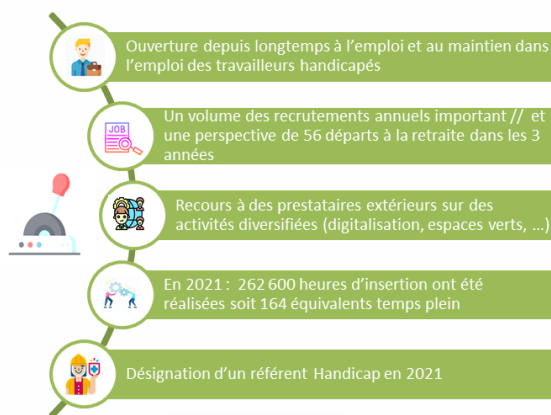 Ouverture depuis longtemps à l'emploi et au maintien dans
l'emploi des travailleurs handicapés
JOB
Un volume des recrutements annuels important // et
une perspective de 56 départs à la retraite dans les 3
années
Recours à des prestataires extérieurs sur des
activités diversifiées (digitalisation, espaces verts, ...)
En 2021 : 262 600 heures d'insertion ont été
réalisées soit 164 équivalents temps plein
Désignation d'un référent Handicap en 2021